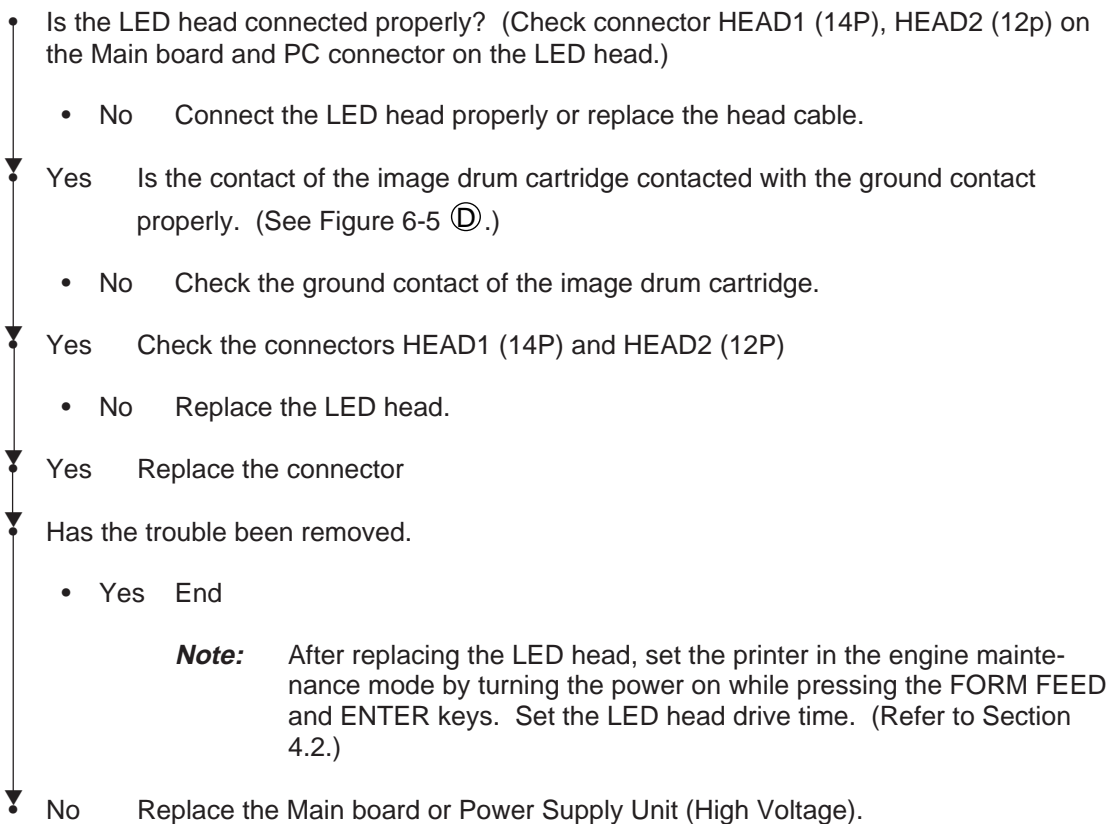 Is the LED head connected properly?  (Check connector HEAD1 (14P), HEAD2 (12p) on
the Main board and PC connector on the LED head.)
• No Connect the LED head properly or replace the head cable.
Yes Is the contact of the image drum cartridge contacted with the ground contact
properly.  (See Figure 6-5 Ⓓ.)
• No Check the ground contact of the image drum cartridge.
Yes Check the connectors HEAD1 (14P) and HEAD2 (12P)
• No Replace the LED head.
Yes Replace the connector
Has the trouble been removed.
• Yes End
Note: After replacing the LED head, set the printer in the engine mainte-
nance mode by turning the power on while pressing the FORM FEED
and ENTER keys.  Set the LED head drive time.  (Refer to Section
4.2.)
No Replace the Main board or Power Supply Unit (High Voltage).